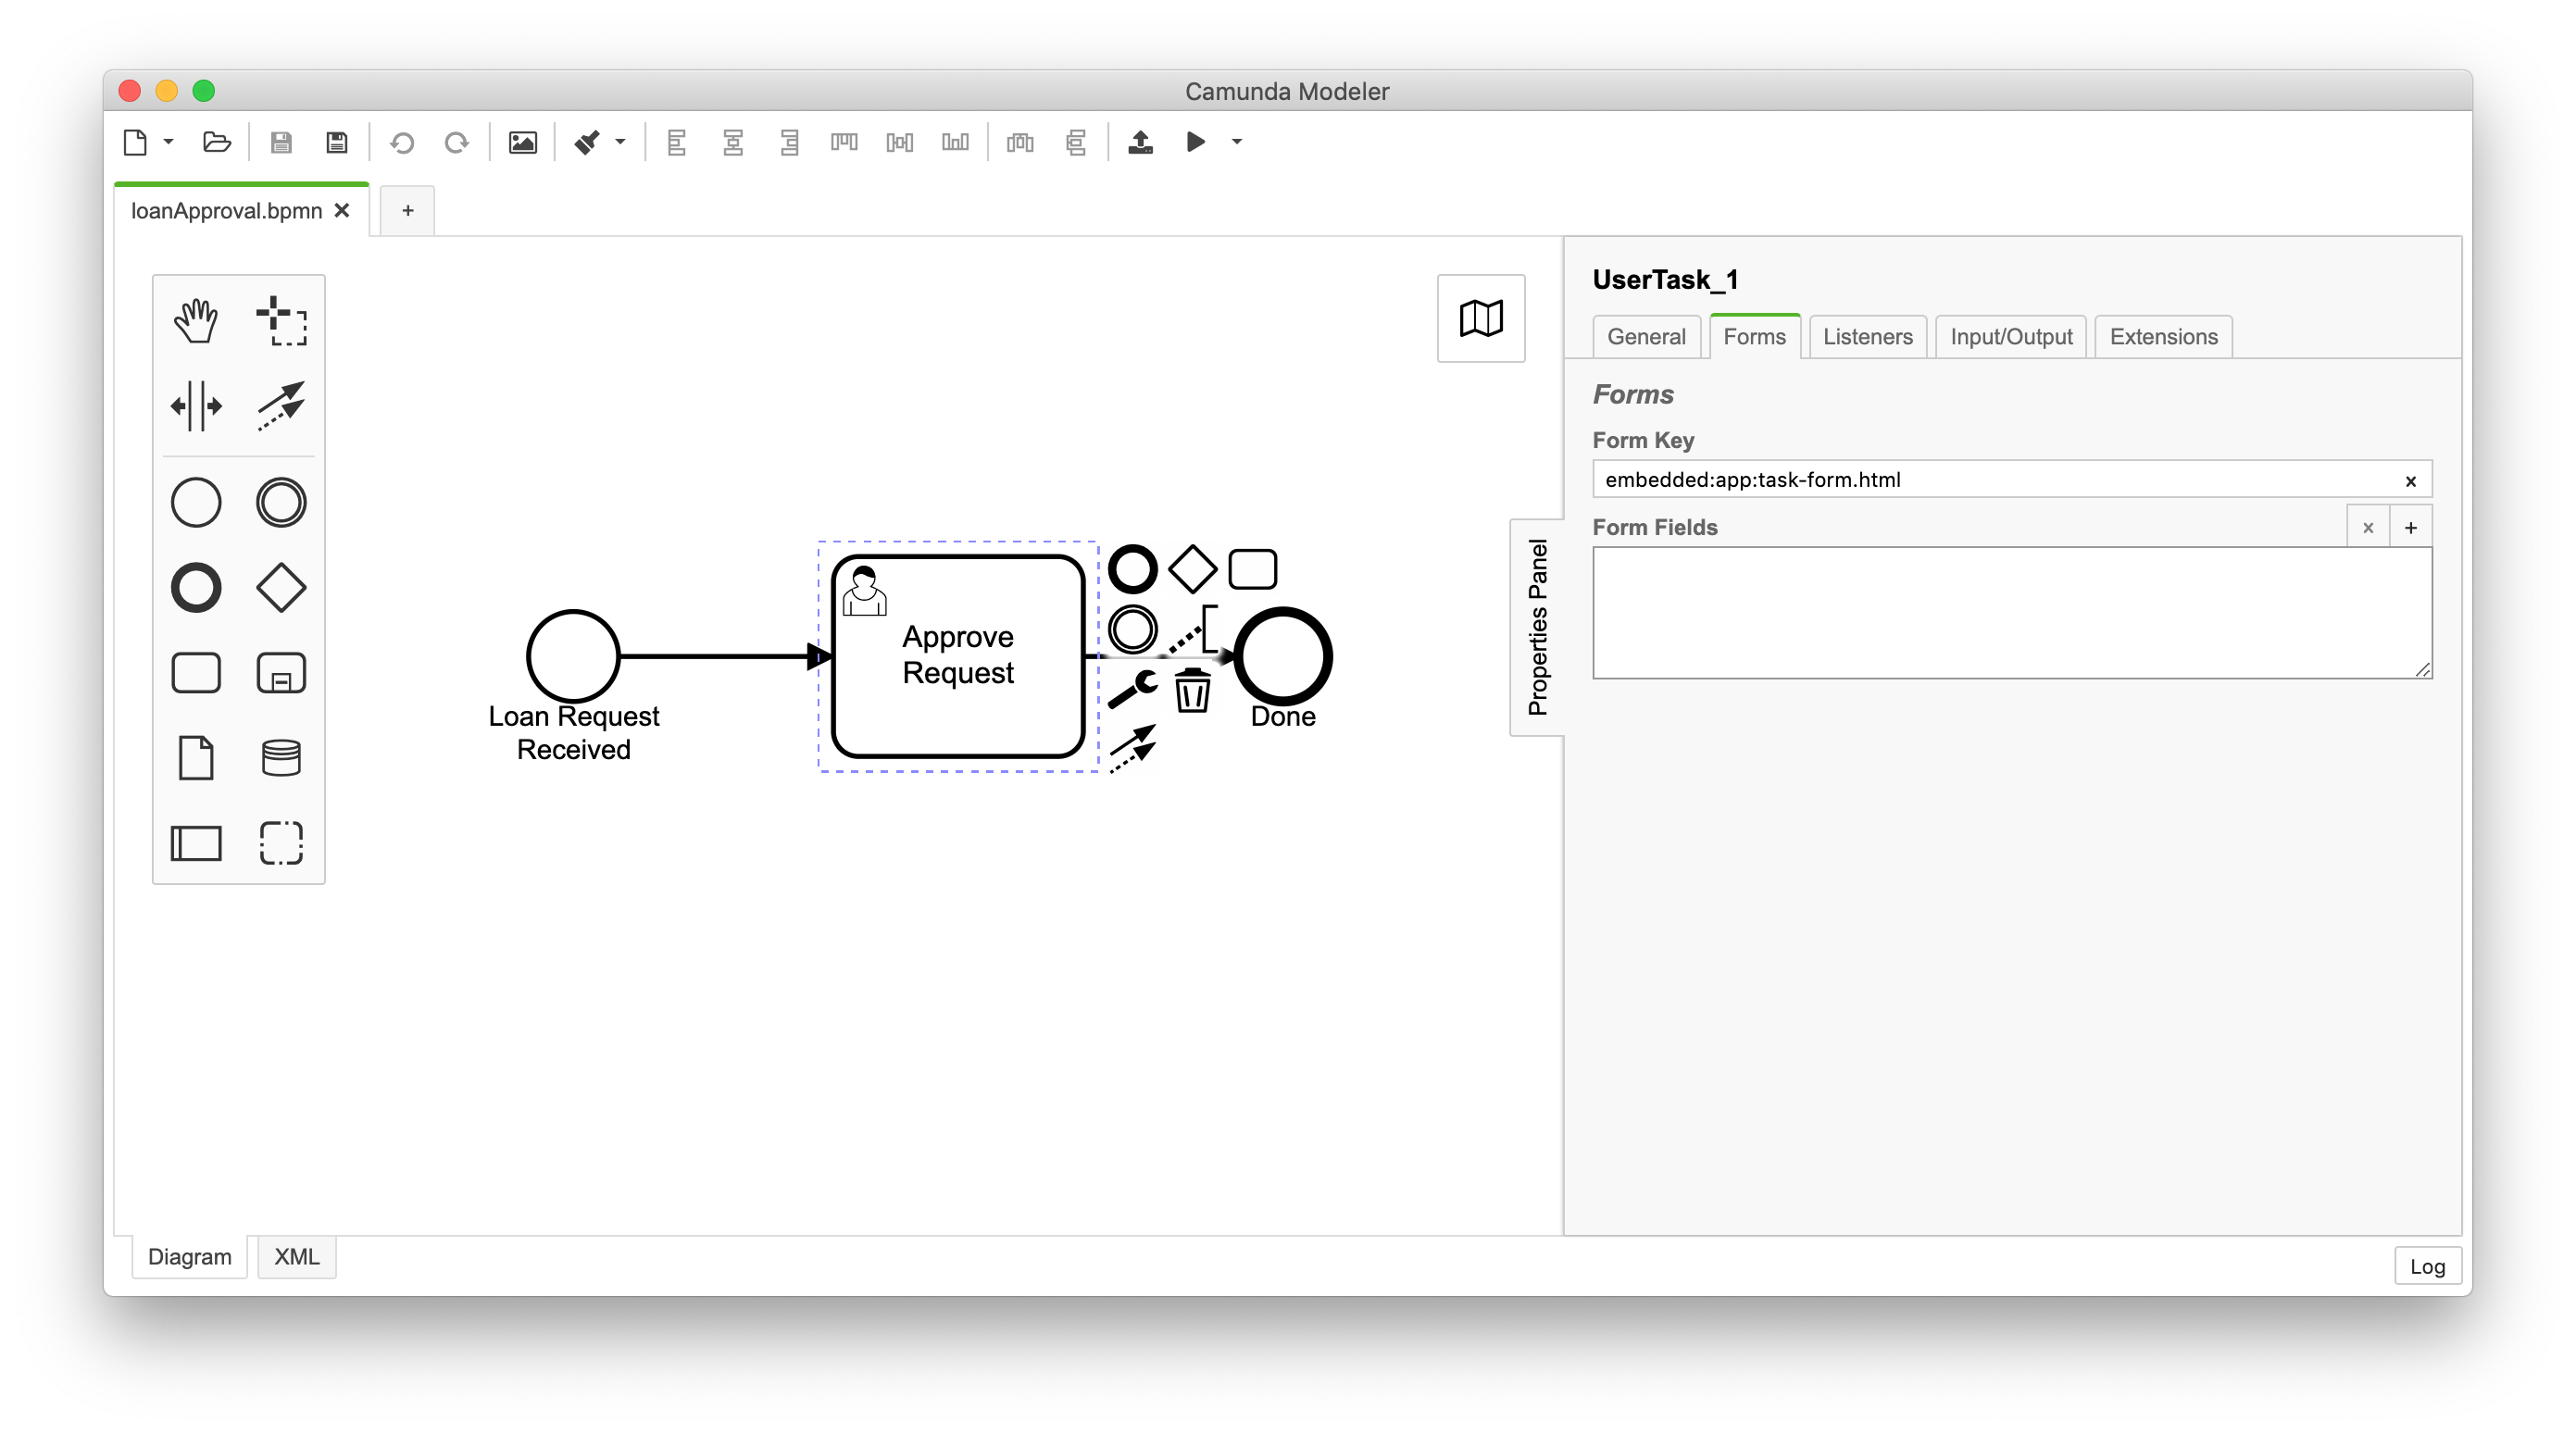 Camunda Modeler
loanApproval.bpmn
+
UserTask_1
General Forms Listeners Input/Output Extensions
Forms
Form Key
embedded:app:task-form.html
Form Fields
Properties Panel
Approve
Request
Loan Request
Received
Done
Diagram XML
Log